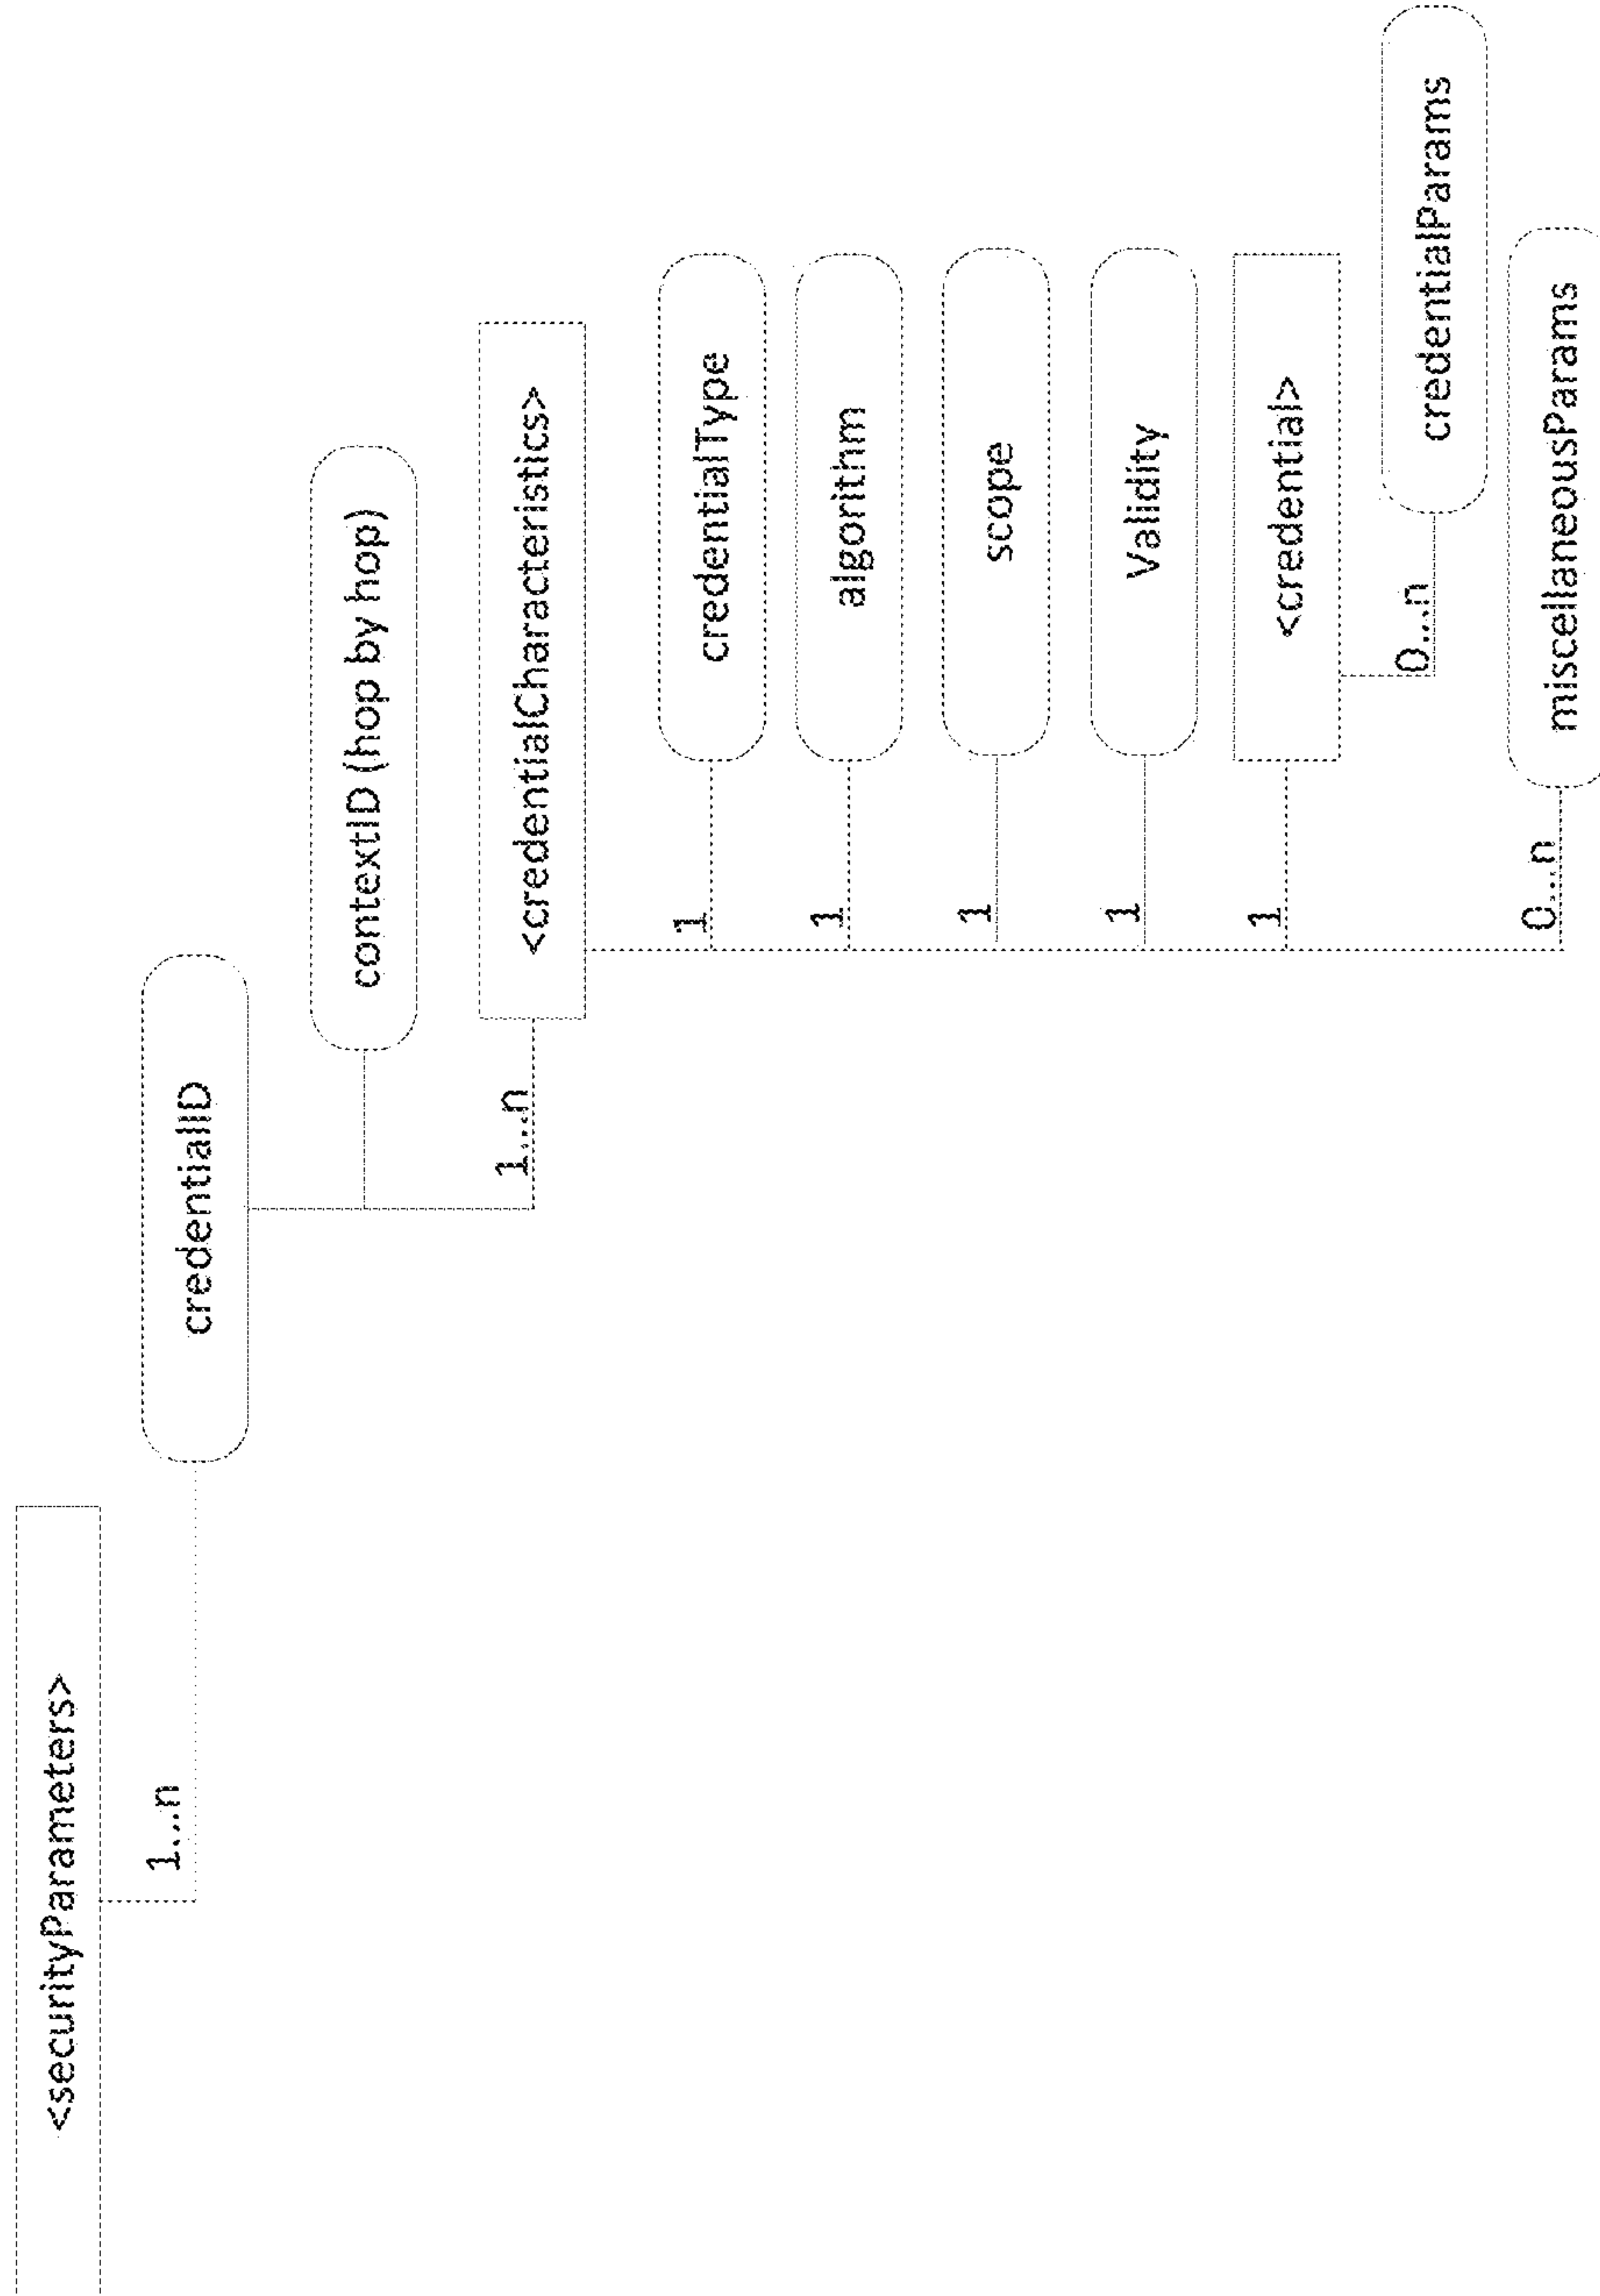 <securityParameters>
1...n
credentialID
contextID (hop by hop)
1...n
<credentialCharacteristics>
1
credentialType
1
algorithm
1
scope
1
Validity
1
<credential>
0...n
credentialParams
0...n
miscellaneousParams